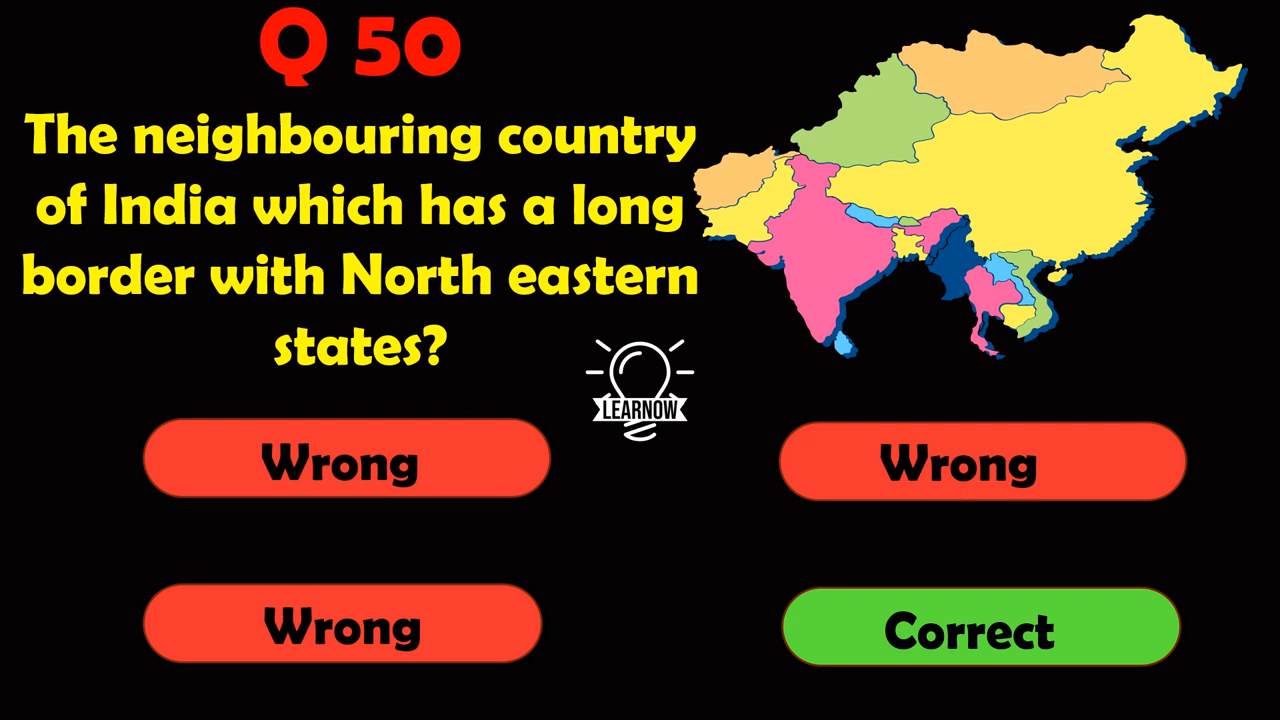 Q 50
The neighbouring country
of India which has a long
border with North eastern
states?
LEARNOW
Wrong
Wrong
Wrong
Correct